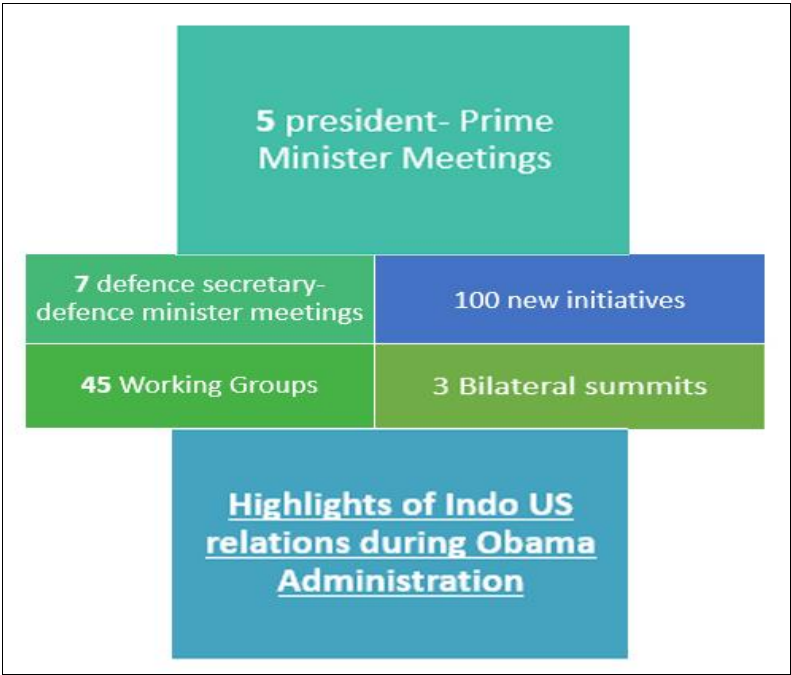 5 president- Prime
Minister Meetings
7 defence secretary-
defence minister meetings
100 new initiatives
45 Working Groups
3 Bilateral summits
Highlights of Indo US
relations during Obama
Administration